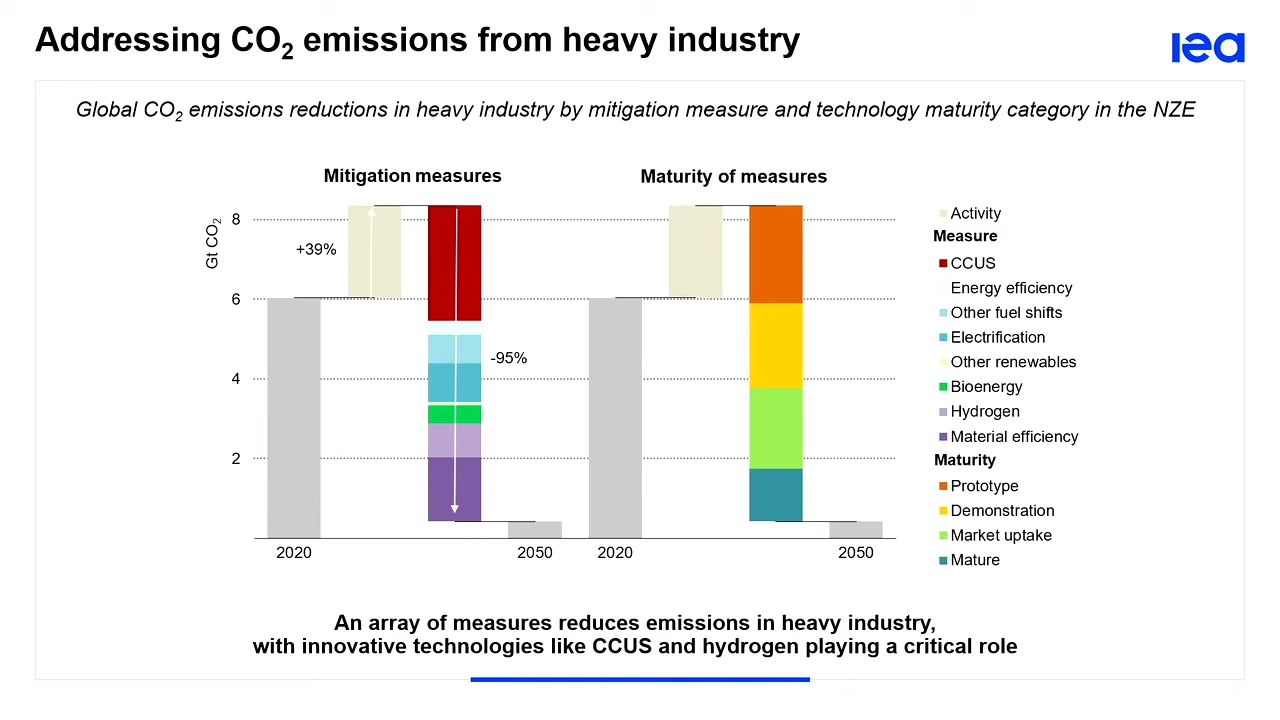 Addressing CO2 emissions from heavy industry
iea
Global CO2 emissions reductions in heavy industry by mitigation measure and technology maturity category in the NZE
Mitigation measures
Maturity of measures
Gt CO2
8
6
4
2
+39%
-95%
2020
2050
2020
2050
Activity
Measure
CCUS
Energy efficiency
Other fuel shifts
Electrification
Other renewables
Bioenergy
Hydrogen
Material efficiency
Maturity
Prototype
Demonstration
Market uptake
Mature
An array of measures reduces emissions in heavy industry,
with innovative technologies like CCUS and hydrogen playing a critical role